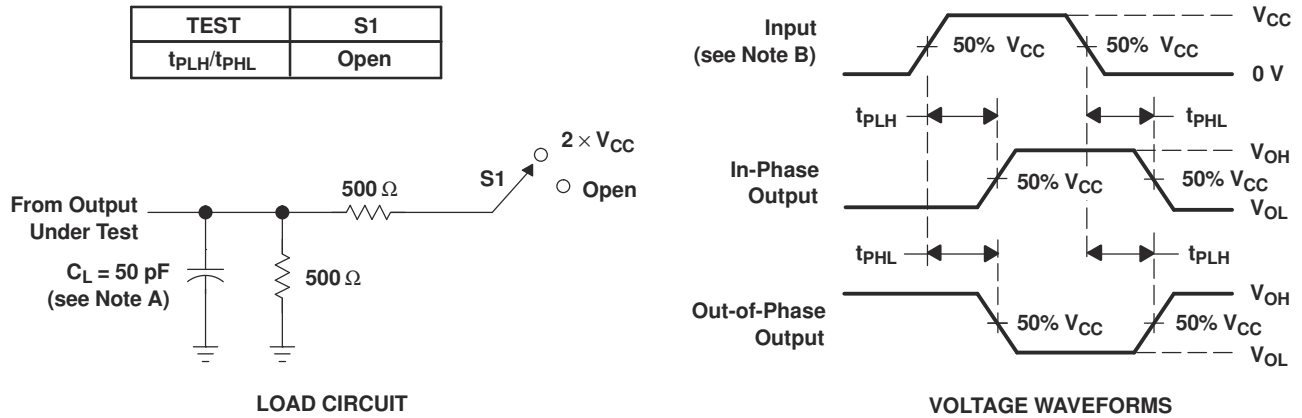 TEST S1
tPLH/tPHL Open
2 × VCC
S1
Open
500 Ω
From Output
Under Test
CL = 50 pF
(see Note A)
500 Ω
LOAD CIRCUIT
Input
(see Note B)
50% VCC
50% VCC
VCC
0 V
tPLH
tPHL
In-Phase
Output
50% VCC
50% VCC
VOH
VOL
tPHL
tPLH
Out-of-Phase
Output
50% VCC
50% VCC
VOH
VOL
VOLTAGE WAVEFORMS